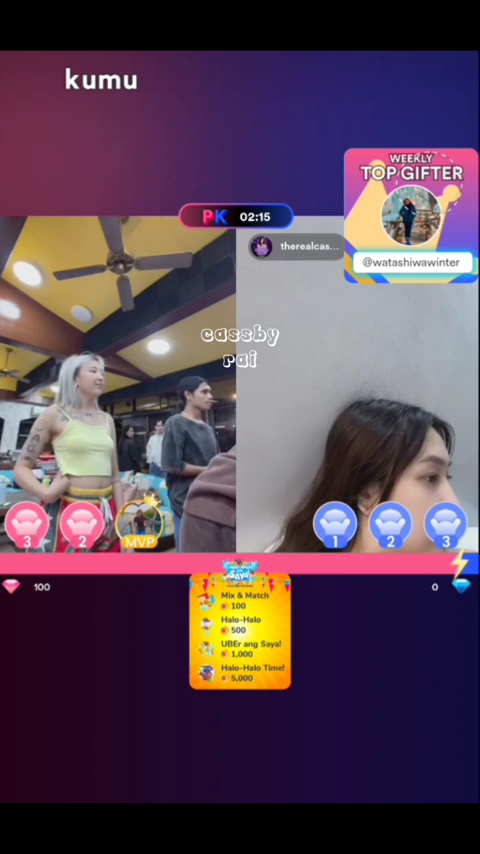 kumu
WEEKLY
TOP GIFTER
@watashiwawinter
PK 02:15
therealcas...
cassby
rai
3
2
MVP
1
2
3
100
0
Mix & Match
100
Halo-Halo
500
UBEr ang Saya!
1,000
Halo-Halo Time!
5,000